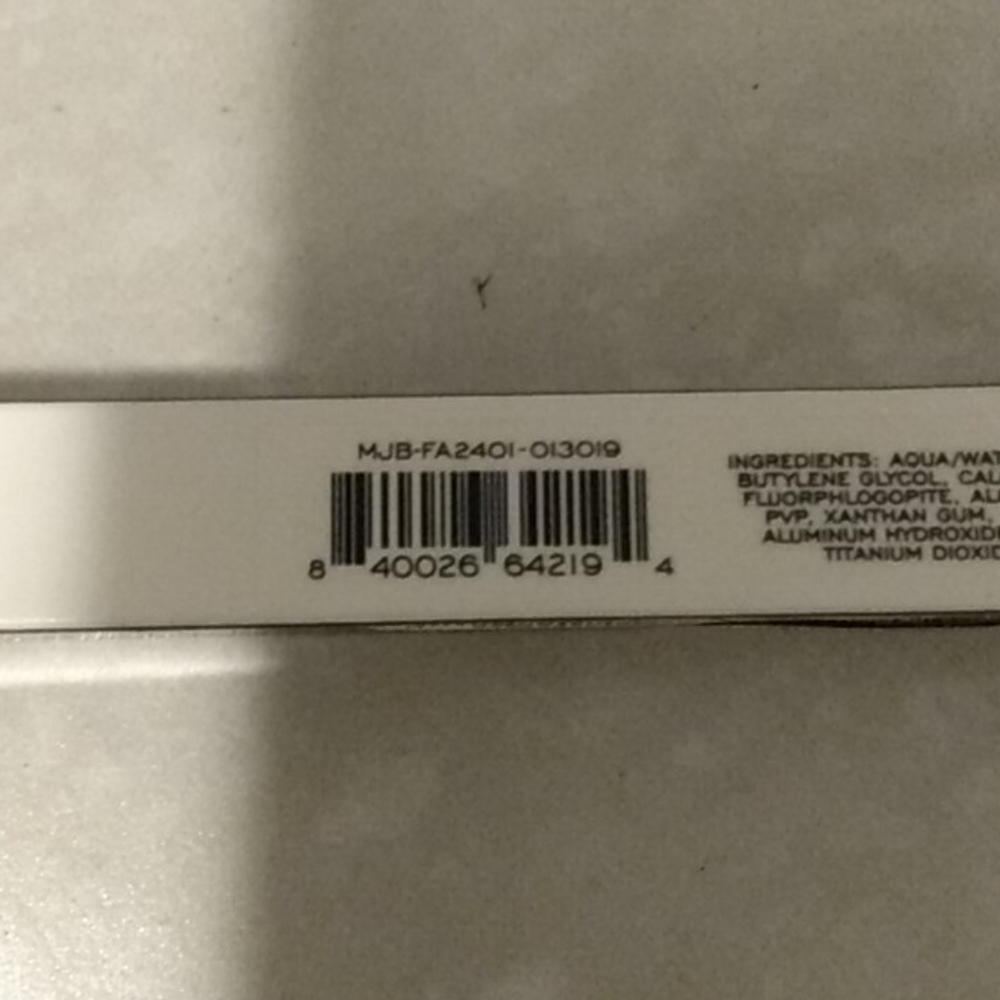 MJB-FA2401-013019
8 40026 64219 4
INGREDIENTS: AQUA/WAT
BUTYLENE GLYCOL, CAL
FLUORPHLOGOPITE, AL
PVP, XANTHAN GUM,
ALUMINUM HYDROXID
TITANIUM DIOXID